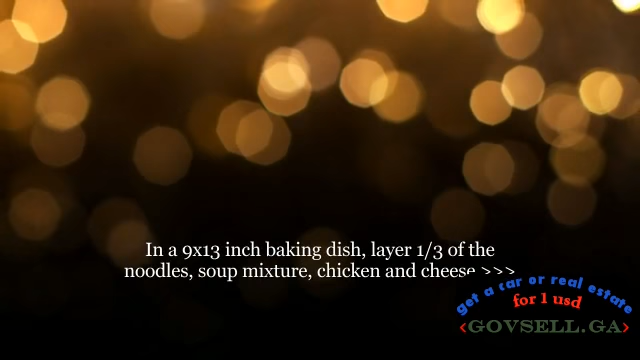 In a 9x13 inch baking dish, layer 1/3 of the
noodles, soup mixture, chicken and cheese >>>
get a car or real estate
for 1 usd
<GOVSELL.GA>